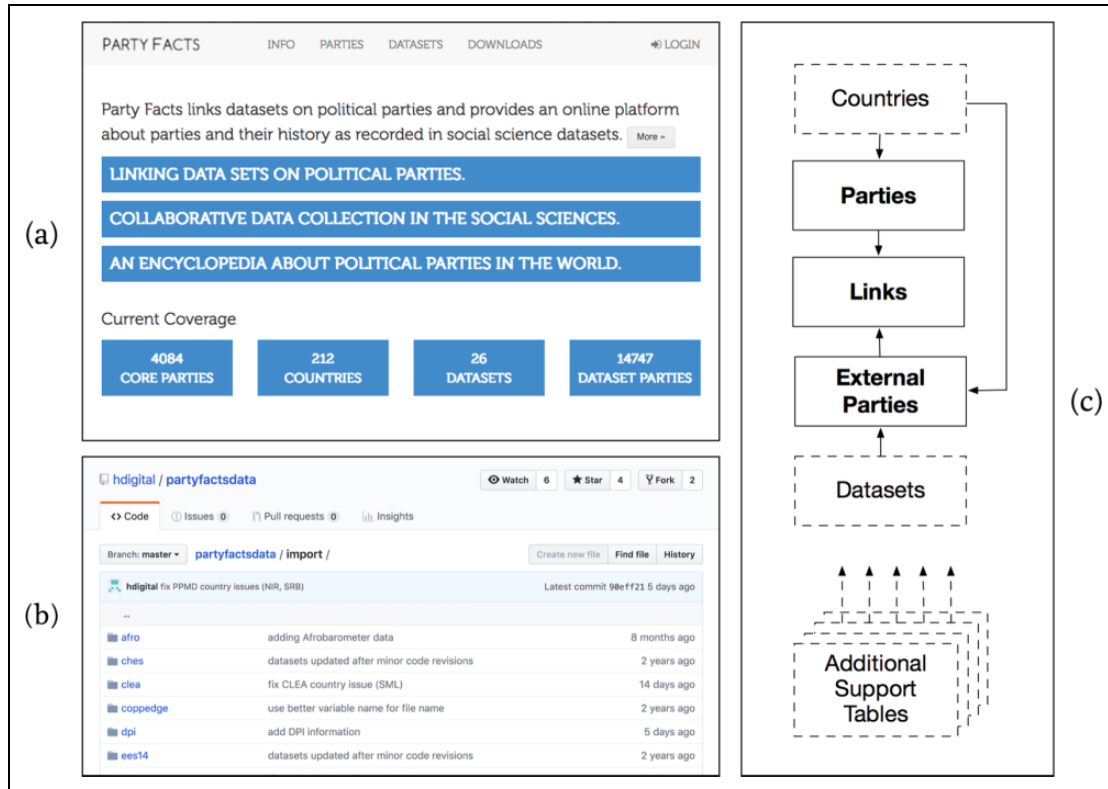 (a)
PARTY FACTS INFO PARTIES DATASETS DOWNLOADS LOGIN
Party Facts links datasets on political parties and provides an online platform
about parties and their history as recorded in social science datasets. More »
LINKING DATA SETS ON POLITICAL PARTIES.
COLLABORATIVE DATA COLLECTION IN THE SOCIAL SCIENCES.
AN ENCYCLOPEDIA ABOUT POLITICAL PARTIES IN THE WORLD.
Current Coverage
4084 212 26 14747
CORE PARTIES COUNTRIES DATASETS DATASET PARTIES
(b)
hdigital / partyfactsdata Watch 6 Star 4 Fork 2
<> Code Issues 0 Pull requests 0 Insights
Branch: master partyfactsdata / import / Create new file Find file History
hdigital fix PPMD country issues (NIR, SRB) Latest commit 90eff21 5 days ago
..
afro adding Afrobarometer data 8 months ago
ches datasets updated after minor code revisions 2 years ago
clea fix CLEA country issue (SML) 14 days ago
coppedge use better variable name for file name 2 years ago
dpi add DPI information 5 days ago
ees14 datasets updated after minor code revisions 2 years ago
(c)
Countries
Parties
Links
External
Parties
Datasets
Additional
Support
Tables